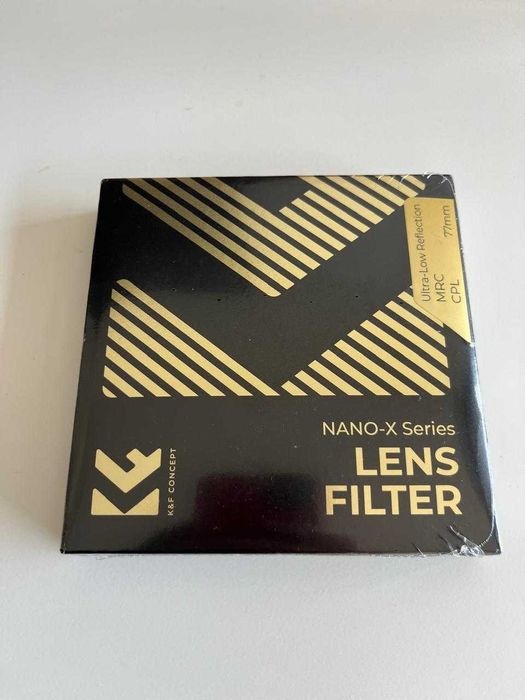 Ultra-Low Reflection
MRC
CPL 77mm
NANO-X Series
LENS
FILTER
K&F CONCEPT